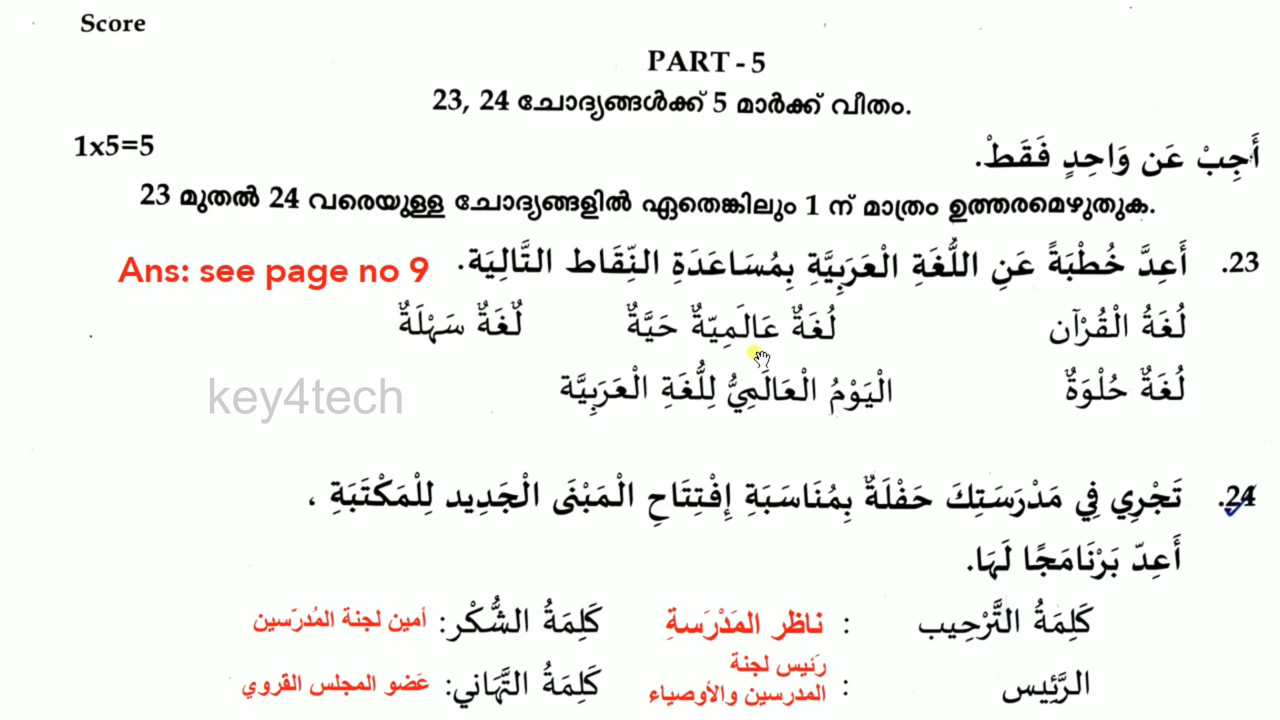 Score
PART - 5
23, 24 ചോദ്യങ്ങൾക്ക് 5 മാർക്ക് വീതം.
1x5=5
أَجِبْ عَن وَاحِدٍ فَقَطْ.
23 മുതൽ 24 വരെയുള്ള ചോദ്യങ്ങളിൽ ഏതെങ്കിലും 1 ന് മാത്രം ഉത്തരമെഴുതുക.
23. أَعِدَّ خُطْبَةً عَنِ اللُّغَةِ الْعَرَبِيَّةِ بِمُسَاعَدَةِ النِّقَاط التَّالِيَة.
Ans: see page no 9
لُغَةُ الْقُرْآن لُغَةٌ عَالَمِيّةٌ حَيَّةٌ لُغَةٌ سَهْلَةٌ
لُغَةٌ حُلْوَةٌ الْيَوْمُ الْعَالَمِيُّ لِلُّغَةِ الْعَرَبِيَّة
key4tech
24. تَجْرِي فِي مَدْرَسَتِكَ حَفْلَةٌ بِمُنَاسَبَةِ إِفْتِتَاحِ الْمَبْنَى الْجَدِيد لِلْمَكْتَبَةِ ،
أَعِدّ بَرْنَامَجًا لَهَا.
كَلِمَةُ التَّرْحِيب : ناظر المَدْرَسةِ كَلِمَةُ الشُّكْر: أمين لجنة المُدرّسين
الرَّئِيس : رَئيس لجنة المدرسين والأوصياء كَلِمَةُ التَّهَاني: عَضو المجلس القروي